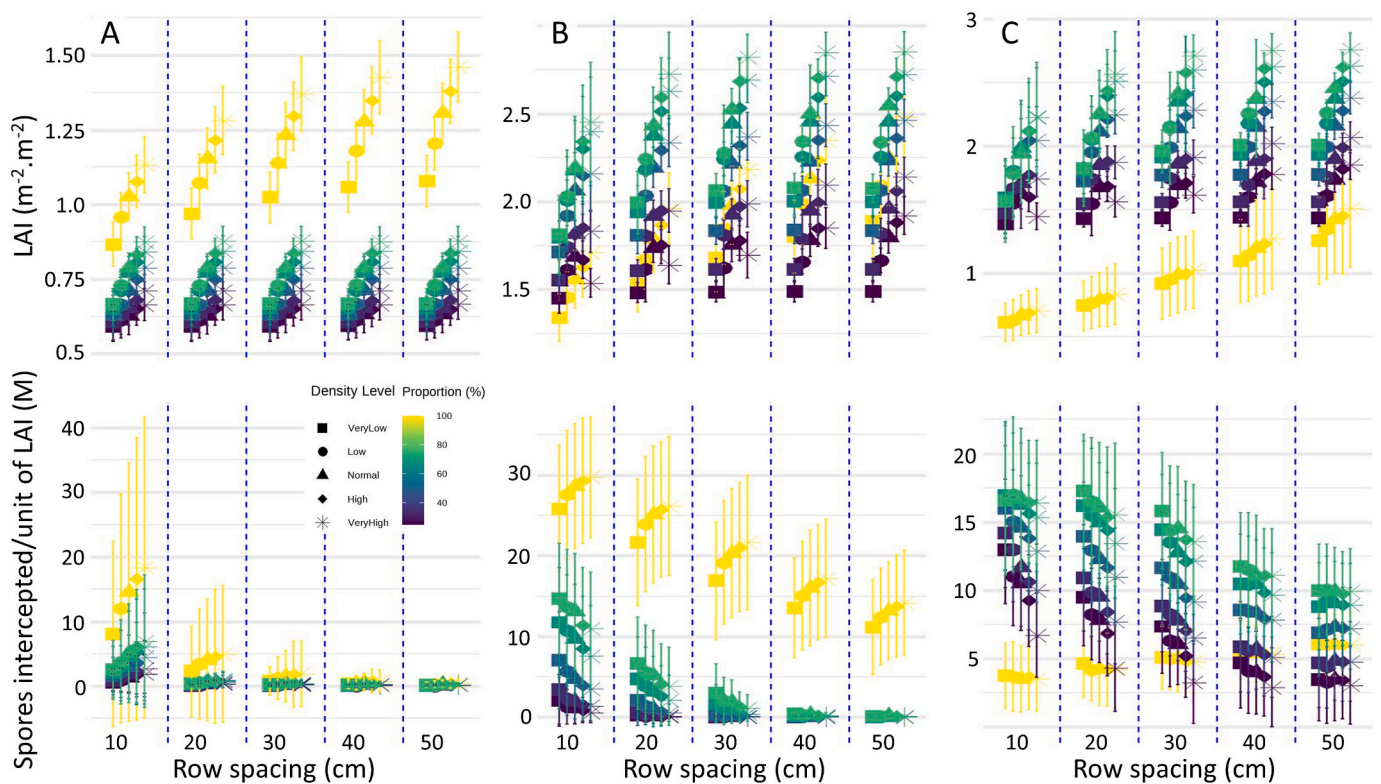 A
B
C
LAI (m⁻².m⁻²)
1.50
1.25
1.0
0.75
0.5
2.5
2.0
1.5
3
2
1
Spores intercepted/unit of LAI (M)
40
30
20
10
0
Density Level
VeryLow
Low
Normal
High
VeryHigh
Proportion (%)
100
80
60
40
30
20
10
0
20
15
10
5
10 20 30 40 50
Row spacing (cm)
10 20 30 40 50
Row spacing (cm)
10 20 30 40 50
Row spacing (cm)